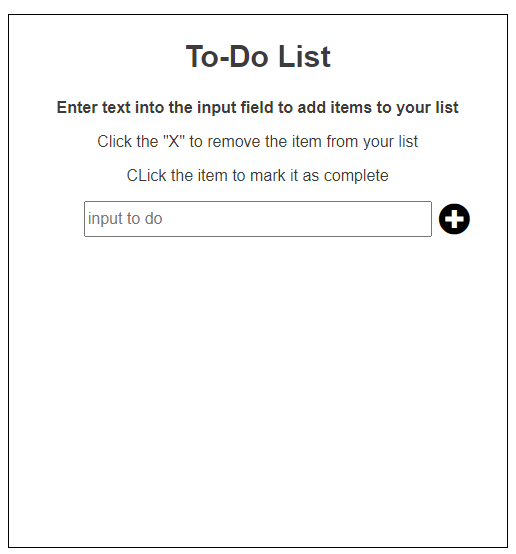 To-Do List
Enter text into the input field to add items to your list
Click the "X" to remove the item from your list
CLick the item to mark it as complete
input to do